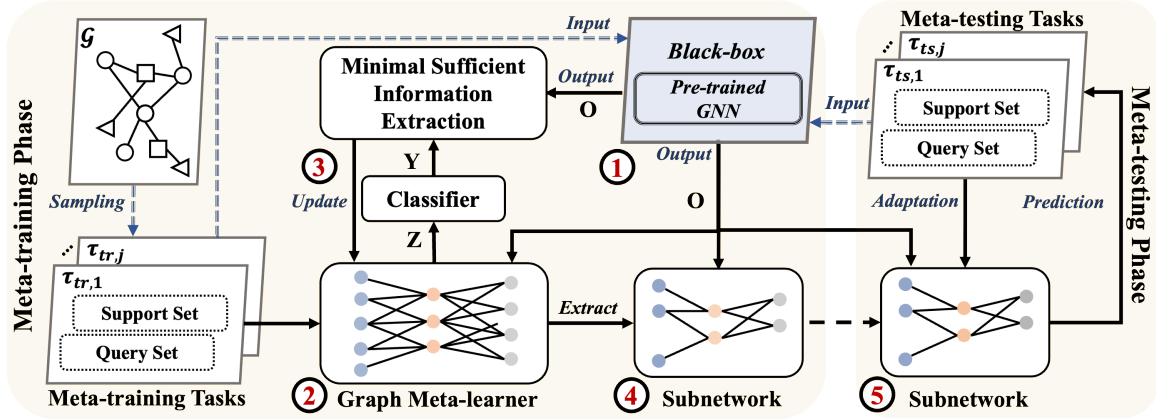 Meta-training Phase
𝒢
Sampling
Input
Minimal Sufficient
Information
Extraction
Output
O
Black-box
Pre-trained
GNN
1
Output
O
Input
Meta-testing Tasks
⋰ τts,j
τts,1
Support Set
Query Set
Meta-testing Phase
3
Update
Y
Classifier
Z
Adaptation
Prediction
⋰ τtr,j
τtr,1
Support Set
Query Set
Meta-training Tasks
Extract
2
Graph Meta-learner
4
Subnetwork
5
Subnetwork